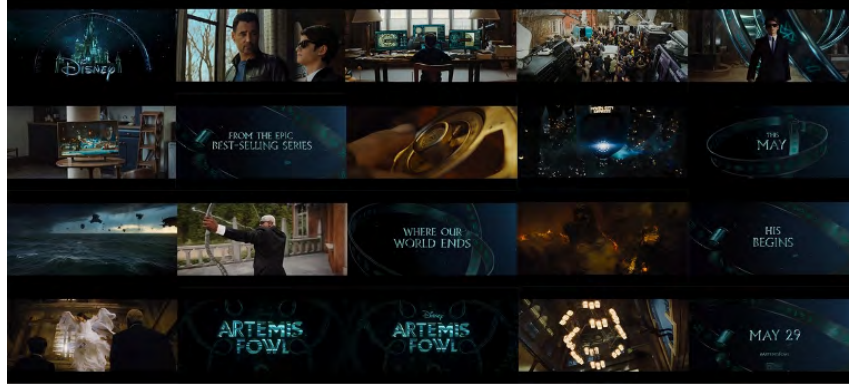 DISNEY
FROM THE EPIC
BEST-SELLING SERIES
THIS
MAY
WHERE OUR
WORLD ENDS
HIS
BEGINS
ARTEMIS
FOWL
Disney
ARTEMIS
FOWL
MAY 29